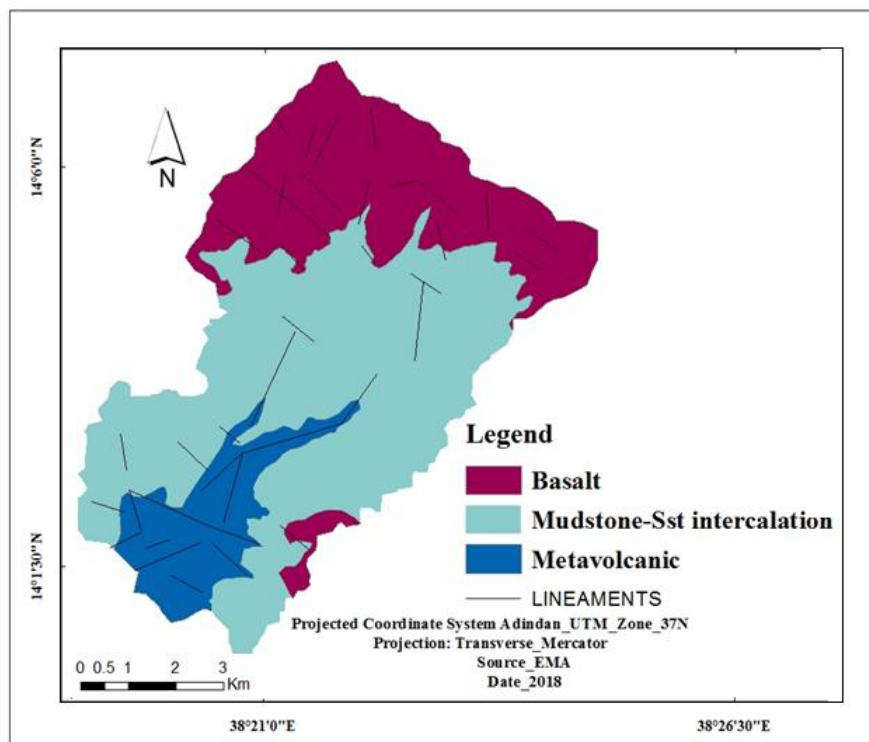 14°6'0"N
N
14°1'30"N
Legend
Basalt
Mudstone-Sst intercalation
Metavolcanic
LINEAMENTS
Projected Coordinate System Adindan_UTM_Zone_37N
Projection: Transverse_Mercator
Source_EMA
Date_2018
0 0.5 1 2 3
Km
38°21'0"E
38°26'30"E